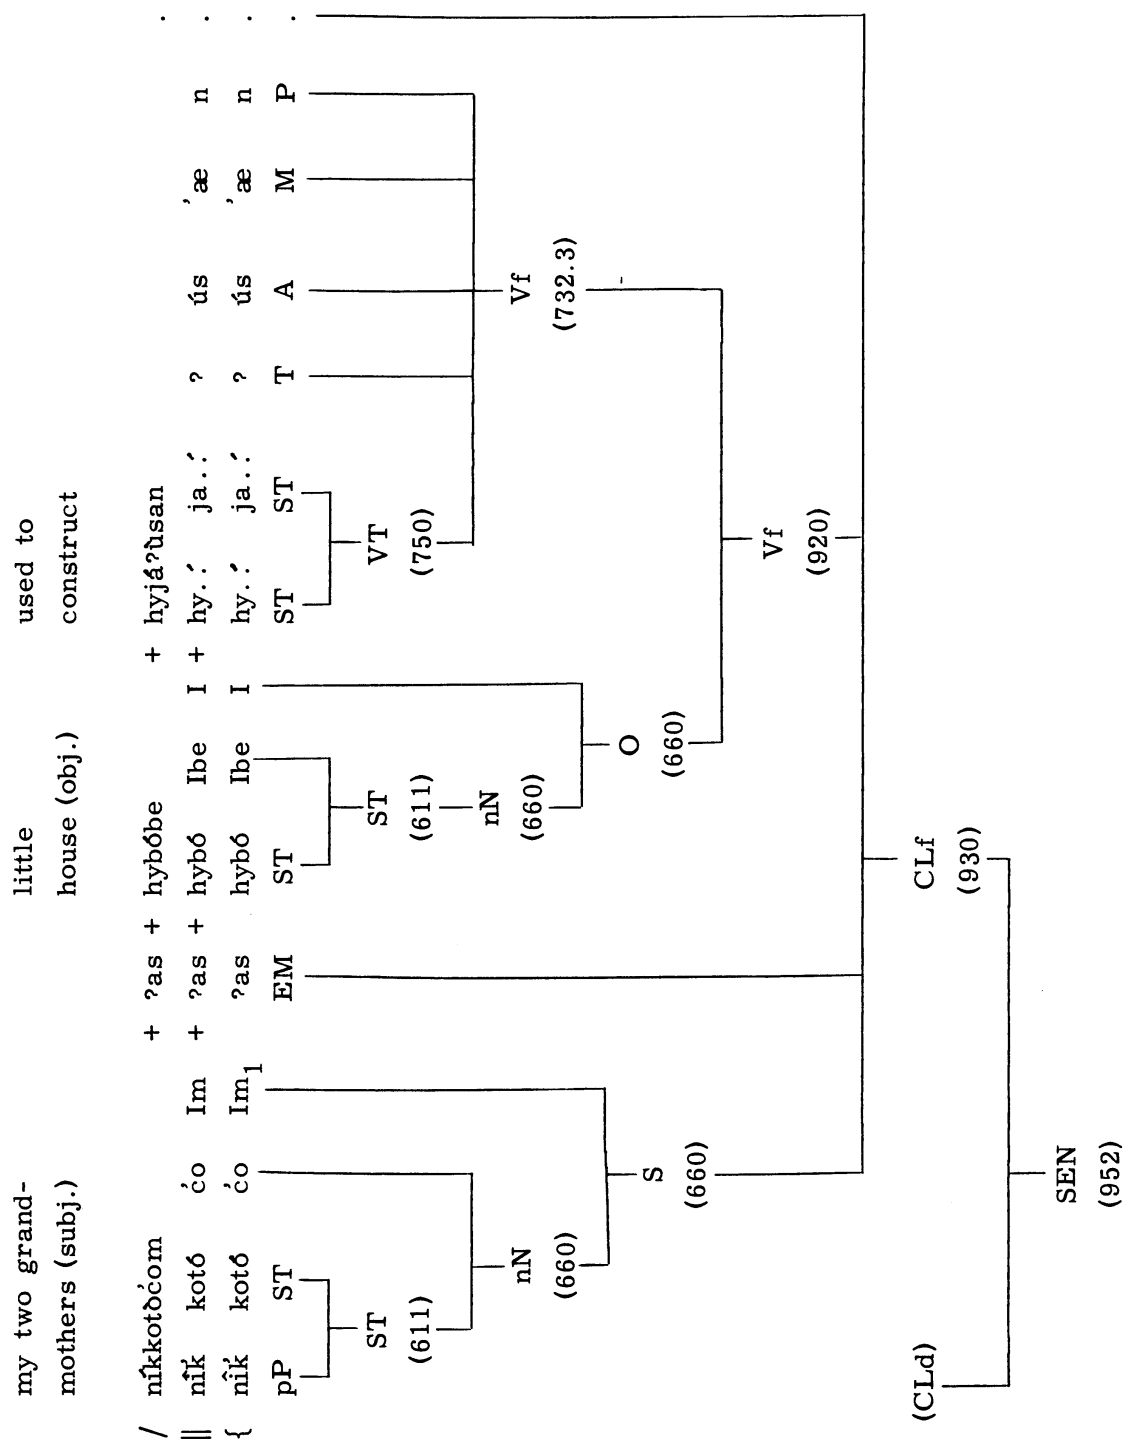 my two grand- little used to
mothers (subj.) house (obj.) construct
/ nîkkotòćom + ʔas + hybóbe + hyjáʔùsan .
‖ nîk̓ kotó ćo Im + ʔas + hybó Ibe I + hy.́. ja.́. ʔ ús ʼæ n .
{ nîk̓ kotó ćo Im₁ ʔas hybó Ibe I hy.́. ja.́. ʔ ús ʼæ n .
pP ST EM ST ST ST T A M P .
ST ST VT
(611) (611) (750)
nN nN Vf
(660) (660) (732.3)
S O
(660) (660)
Vf
(920)
(CLd) CLf
(930)
SEN
(952)